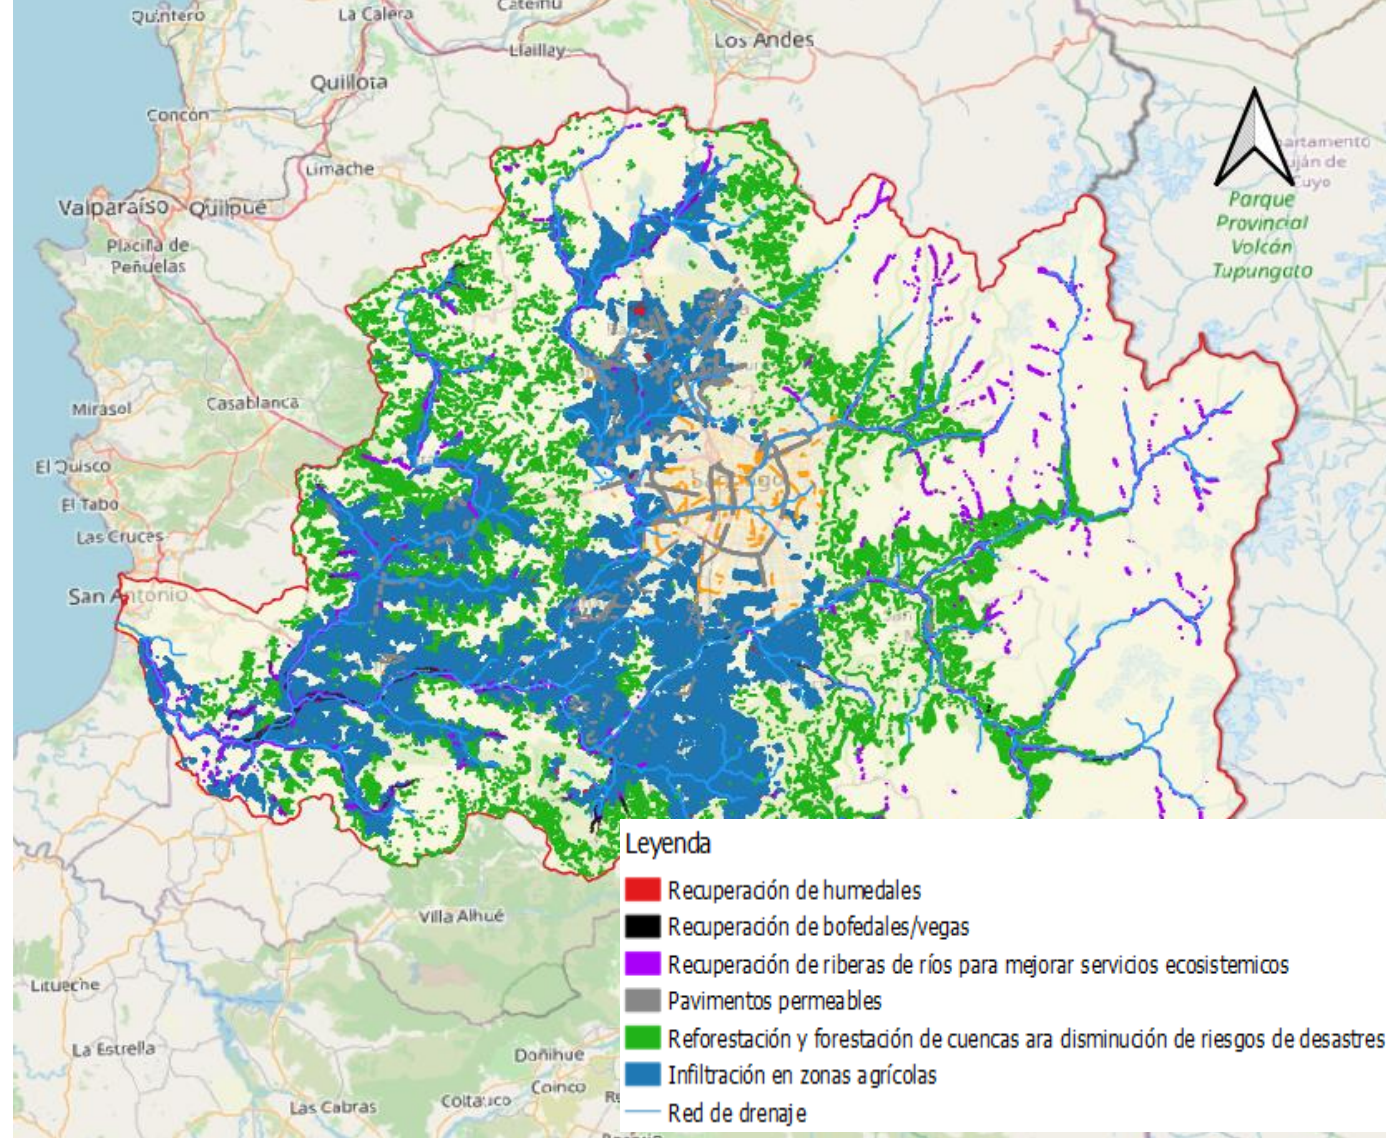 Quintero
La Calera
Catemu
Llaillay
Los Andes
Quillota
Concón
Limache
Valparaíso
Quilpué
Placilla de
Peñuelas
Parque
Provincial
Volcán
Tupungato
Mirasol
Casablanca
El Quisco
El Tabo
Las Cruces
San Antonio
Santiago
Villa Alhué
Litueche
La Estrella
Doñihue
Coinco
Coltauco
Las Cabras
Leyenda
Recuperación de humedales
Recuperación de bofedales/vegas
Recuperación de riberas de ríos para mejorar servicios ecosistemicos
Pavimentos permeables
Reforestación y forestación de cuencas ara disminución de riesgos de desastres
Infiltración en zonas agrícolas
Red de drenaje